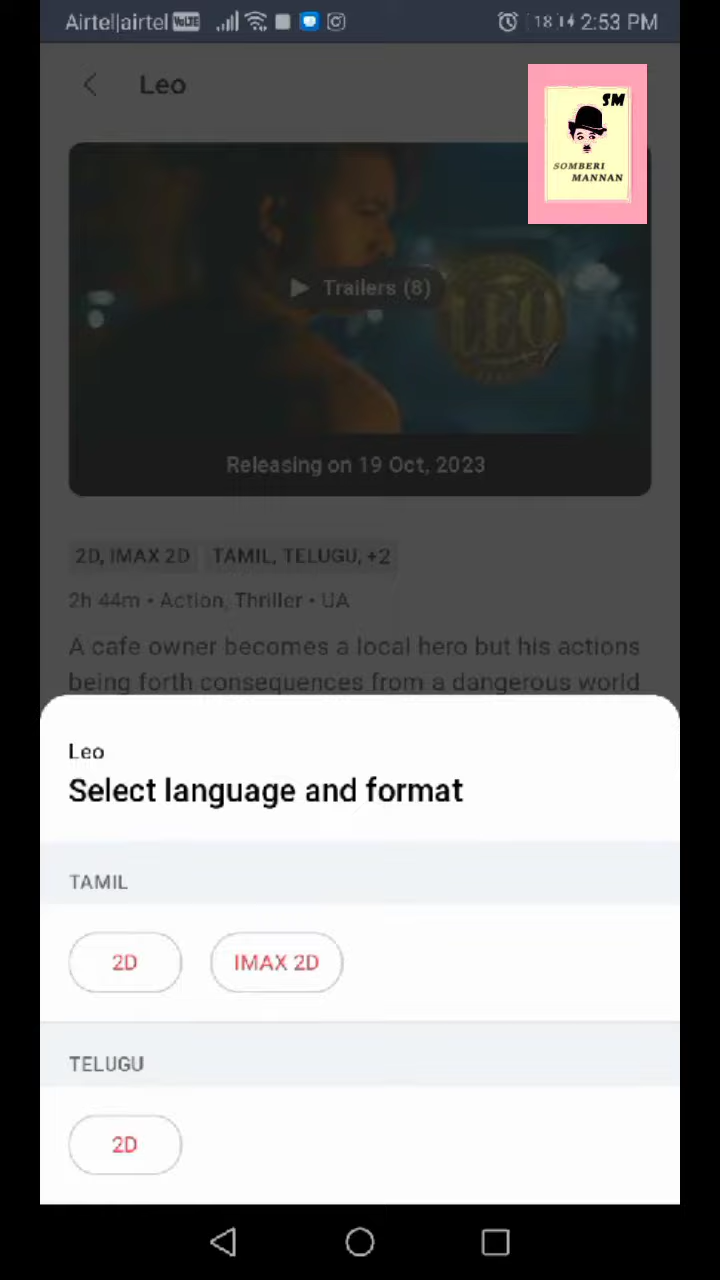 Airtel|airtel VoLTE 2:53 PM
Leo
SM
SOMBERI
MANNAN
Trailers (8)
LEO
Releasing on 19 Oct, 2023
2D, IMAX 2D TAMIL, TELUGU, +2
2h 44m • Action, Thriller • UA
A cafe owner becomes a local hero but his actions
being forth consequences from a dangerous world
Leo
Select language and format
TAMIL
2D IMAX 2D
TELUGU
2D